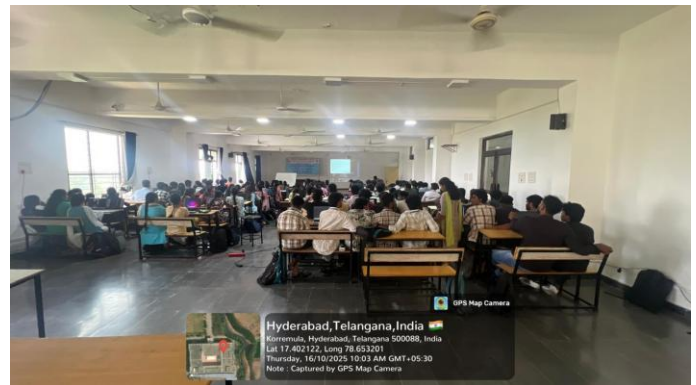 GPS Map Camera
Hyderabad,Telangana,India
Korremula, Hyderabad, Telangana 500088, India
Lat 17.402122, Long 78.653201
Thursday, 16/10/2025 10:03 AM GMT+05:30
Note : Captured by GPS Map Camera